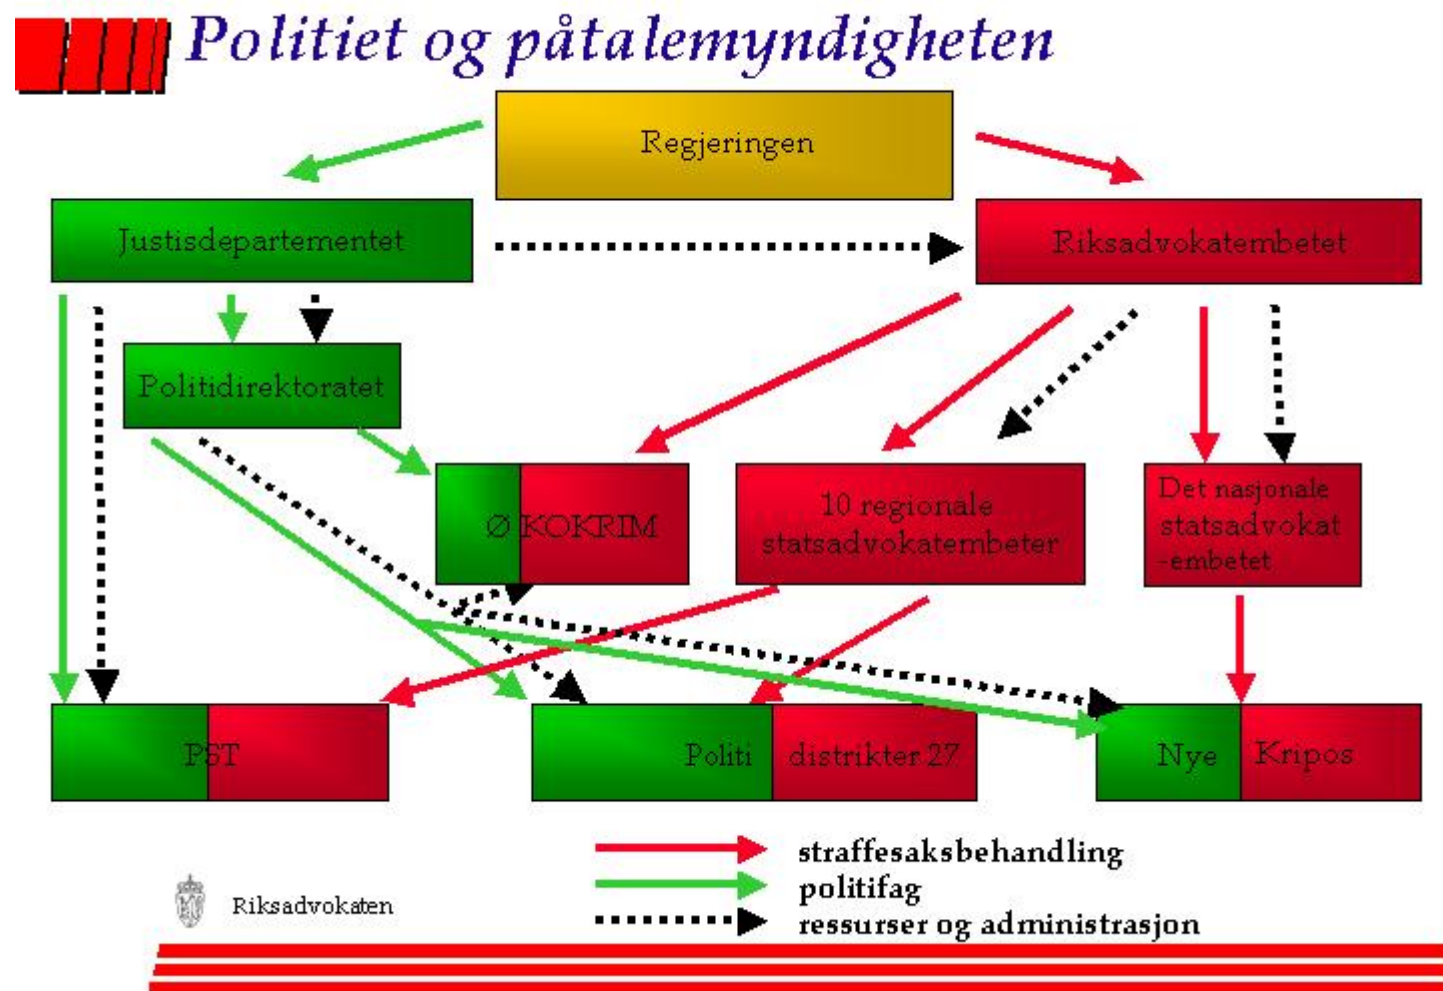 Politiet og påtalemyndigheten
Regjeringen
Justisdepartementet
Riksadvokatembetet
Politidirektoratet
Ø KOKRIM
10 regionale
statsadvokatembeter
Det nasjonale
statsadvokat
-embetet
PST
Politi distrikter 27
Nye Kripos
straffesaksbehandling
politifag
ressurser og administrasjon
Riksadvokaten